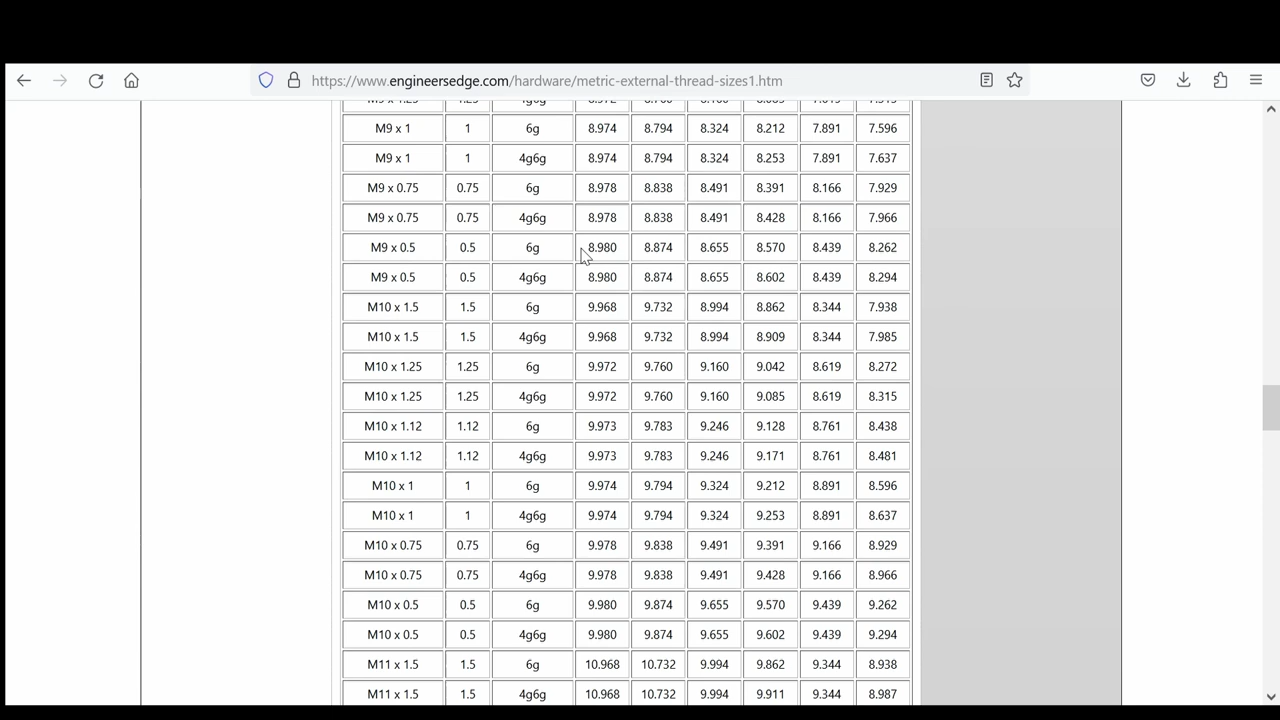 https://www.engineersedge.com/hardware/metric-external-thread-sizes1.htm
M9 x 1 1 6g 8.974 8.794 8.324 8.212 7.891 7.596
M9 x 1 1 4g6g 8.974 8.794 8.324 8.253 7.891 7.637
M9 x 0.75 0.75 6g 8.978 8.838 8.491 8.391 8.166 7.929
M9 x 0.75 0.75 4g6g 8.978 8.838 8.491 8.428 8.166 7.966
M9 x 0.5 0.5 6g 8.980 8.874 8.655 8.570 8.439 8.262
M9 x 0.5 0.5 4g6g 8.980 8.874 8.655 8.602 8.439 8.294
M10 x 1.5 1.5 6g 9.968 9.732 8.994 8.862 8.344 7.938
M10 x 1.5 1.5 4g6g 9.968 9.732 8.994 8.909 8.344 7.985
M10 x 1.25 1.25 6g 9.972 9.760 9.160 9.042 8.619 8.272
M10 x 1.25 1.25 4g6g 9.972 9.760 9.160 9.085 8.619 8.315
M10 x 1.12 1.12 6g 9.973 9.783 9.246 9.128 8.761 8.438
M10 x 1.12 1.12 4g6g 9.973 9.783 9.246 9.171 8.761 8.481
M10 x 1 1 6g 9.974 9.794 9.324 9.212 8.891 8.596
M10 x 1 1 4g6g 9.974 9.794 9.324 9.253 8.891 8.637
M10 x 0.75 0.75 6g 9.978 9.838 9.491 9.391 9.166 8.929
M10 x 0.75 0.75 4g6g 9.978 9.838 9.491 9.428 9.166 8.966
M10 x 0.5 0.5 6g 9.980 9.874 9.655 9.570 9.439 9.262
M10 x 0.5 0.5 4g6g 9.980 9.874 9.655 9.602 9.439 9.294
M11 x 1.5 1.5 6g 10.968 10.732 9.994 9.862 9.344 8.938
M11 x 1.5 1.5 4g6g 10.968 10.732 9.994 9.911 9.344 8.987